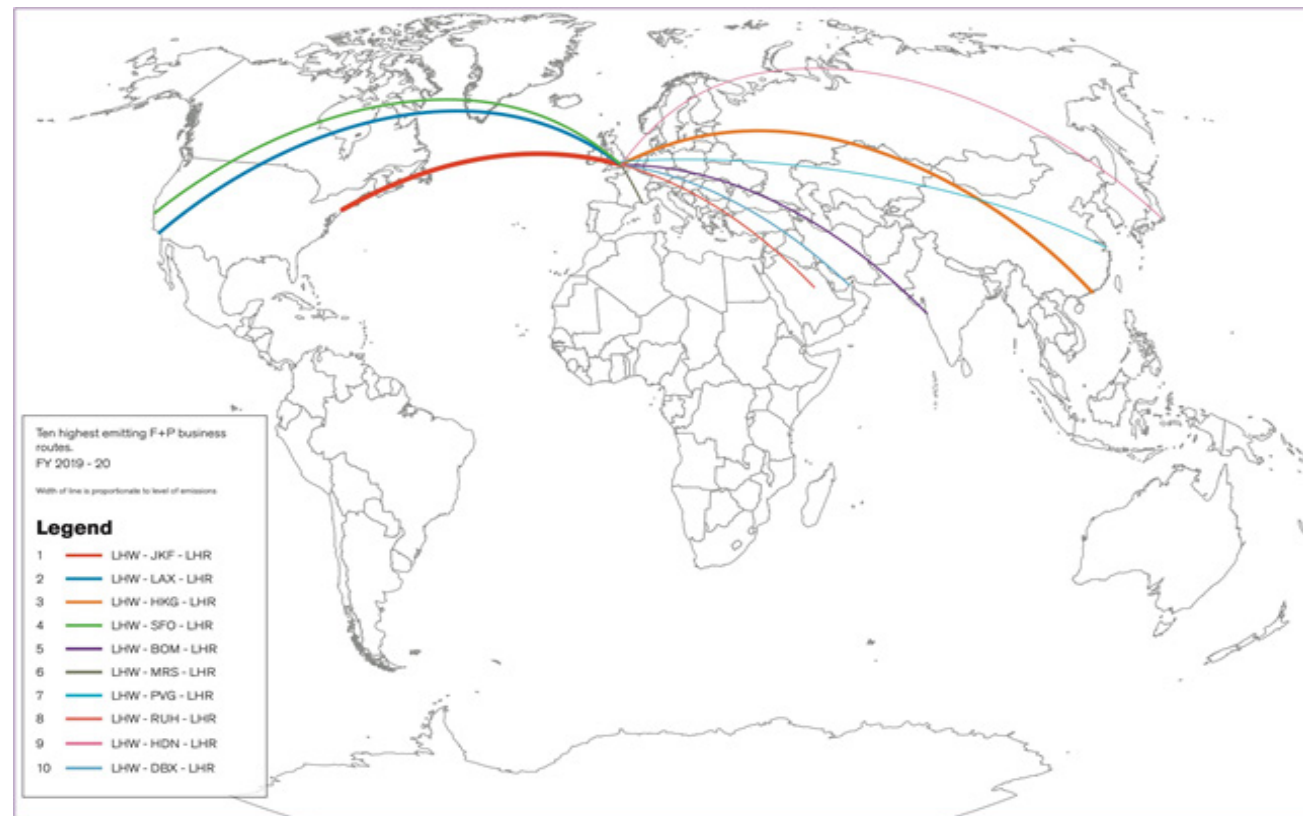 Ten highest emitting F+P business
routes.
FY 2019 - 20
Width of line is proportionate to level of emissions
Legend
1 LHW - JKF - LHR
2 LHW - LAX - LHR
3 LHW - HKG - LHR
4 LHW - SFO - LHR
5 LHW - BOM - LHR
6 LHW - MRS - LHR
7 LHW - PVG - LHR
8 LHW - RUH - LHR
9 LHW - HDN - LHR
10 LHW - DBX - LHR